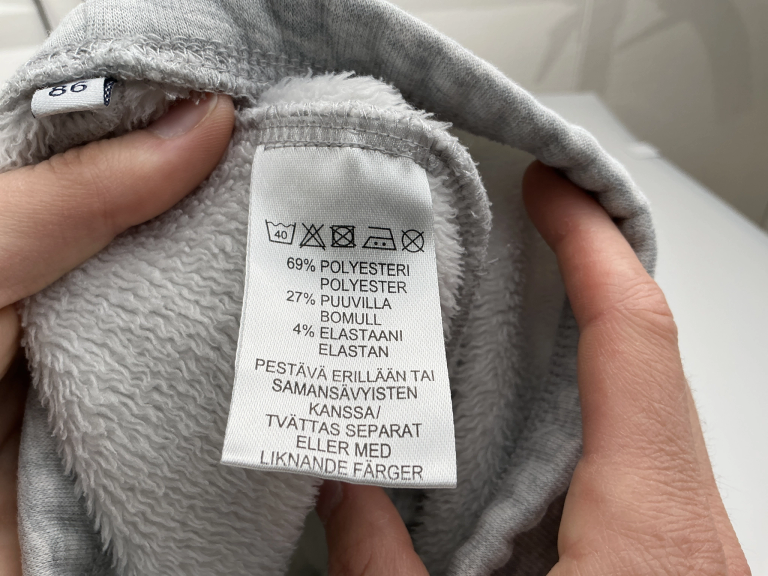 86
40
69% POLYESTERI
POLYESTER
27% PUUVILLA
BOMULL
4% ELASTAANI
ELASTAN
PESTÄVÄ ERILLÄÄN TAI
SAMANSÄVYISTEN
KANSSA/
TVÄTTAS SEPARAT
ELLER MED
LIKNANDE FÄRGER